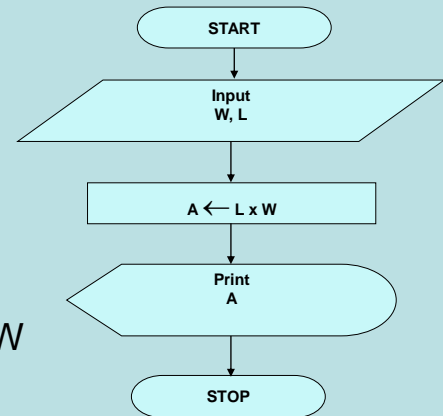 START
Input
W, L
A ← L x W
Print
A
W
STOP